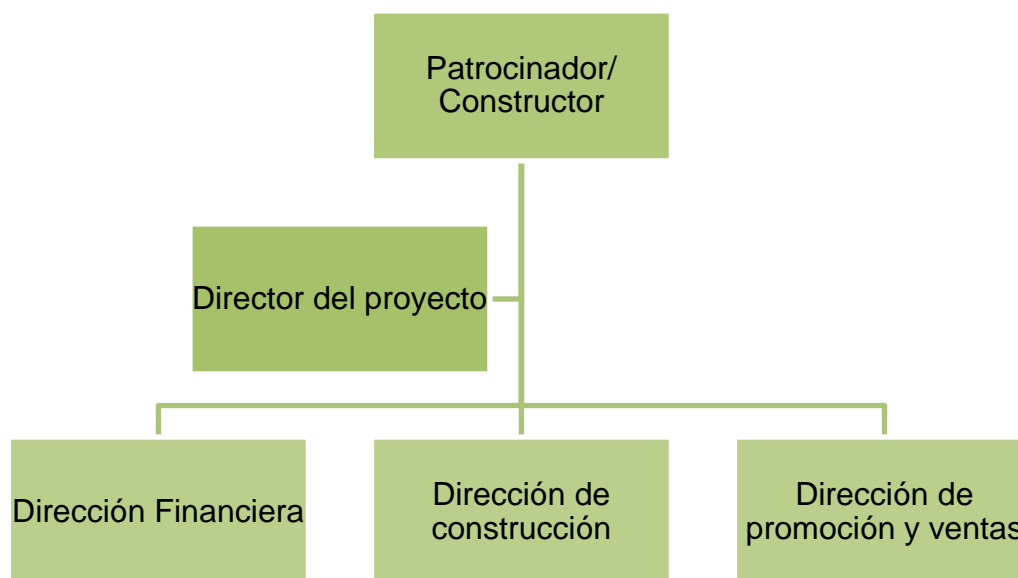 Patrocinador/
Constructor
Director del proyecto
Dirección Financiera
Dirección de
construcción
Dirección de
promoción y ventas